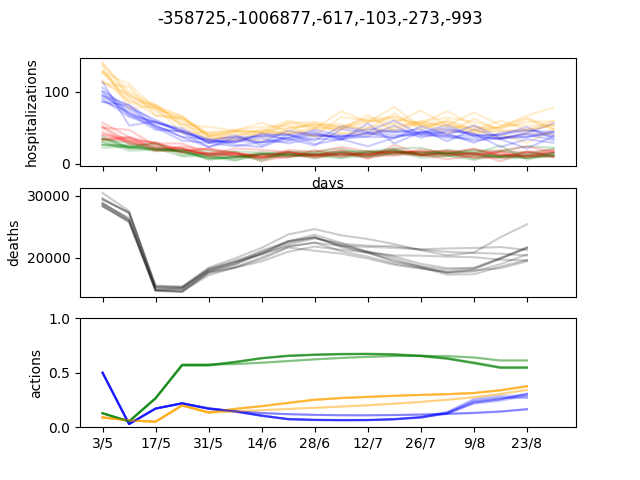 -358725,-1006877,-617,-103,-273,-993
hospitalizations
100
0
days
deaths
30000
20000
actions
1.0
0.5
0.0
3/5 17/5 31/5 14/6 28/6 12/7 26/7 9/8 23/8